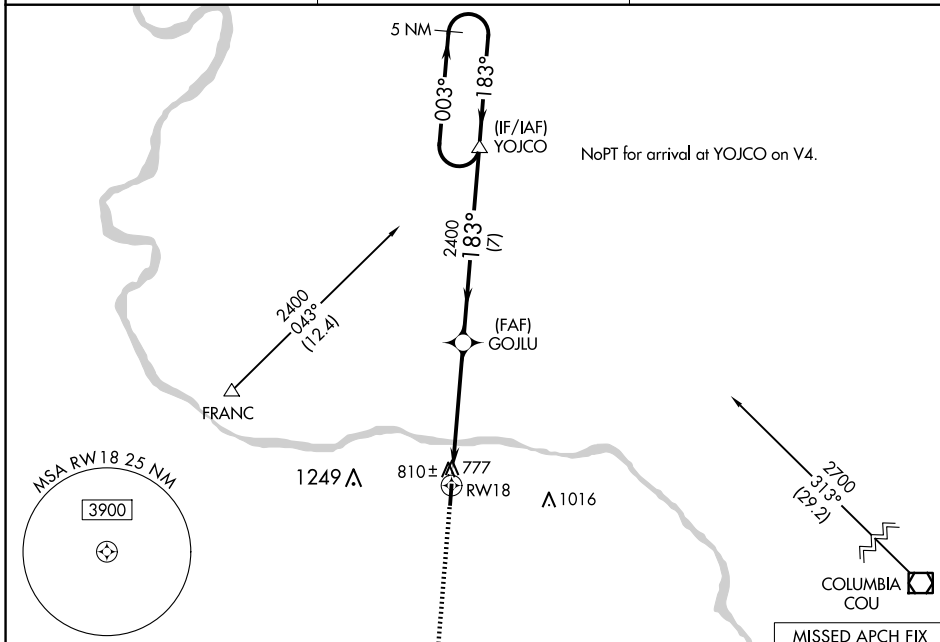 5 NM
003°
183°
(IF/IAF)
YOJCO
NoPT for arrival at YOJCO on V4.
2400
183°
(7)
2400
043°
(12.4)
(FAF)
GOJLU
FRANC
MSA RW18 25 NM
3900
1249
810±
777
RW18
1016
2700
313°
(29.2)
COLUMBIA
COU
MISSED APCH FIX